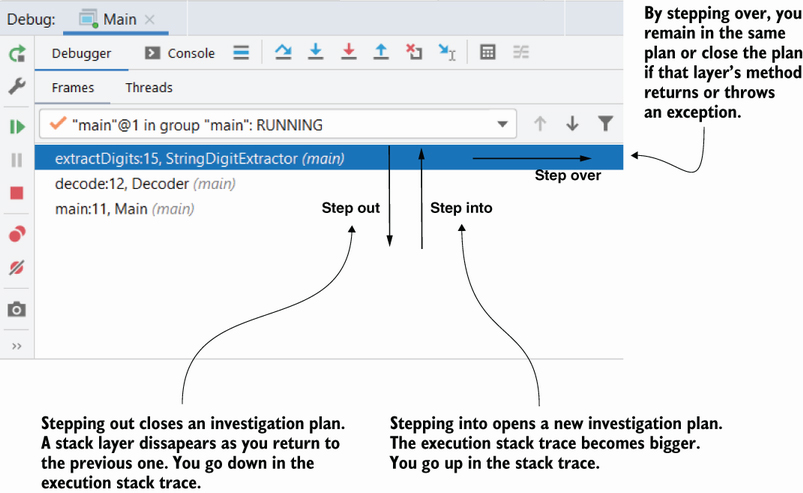 Debug:
Main
Debugger
Console
Frames
Threads
"main"@1 in group "main": RUNNING
extractDigits:15, StringDigitExtractor (main)
decode:12, Decoder (main)
main:11, Main (main)
Step over
Step out
Step into
By stepping over, you
remain in the same
plan or close the plan
if that layer's method
returns or throws
an exception.
Stepping out closes an investigation plan.
A stack layer dissapears as you return to
the previous one. You go down in the
execution stack trace.
Stepping into opens a new investigation plan.
The execution stack trace becomes bigger.
You go up in the stack trace.